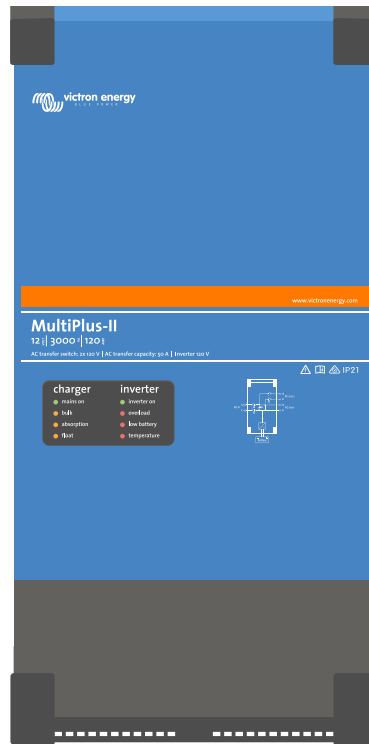 victron energy
BLUE POWER
www.victronenergy.com
MultiPlus-II
12 | 3000 | 120
AC transfer switch: 2x 120 V | AC transfer capacity: 50 A | Inverter 120 V
IP21
charger inverter
mains on inverter on
bulk overload
absorption low battery
float temperature